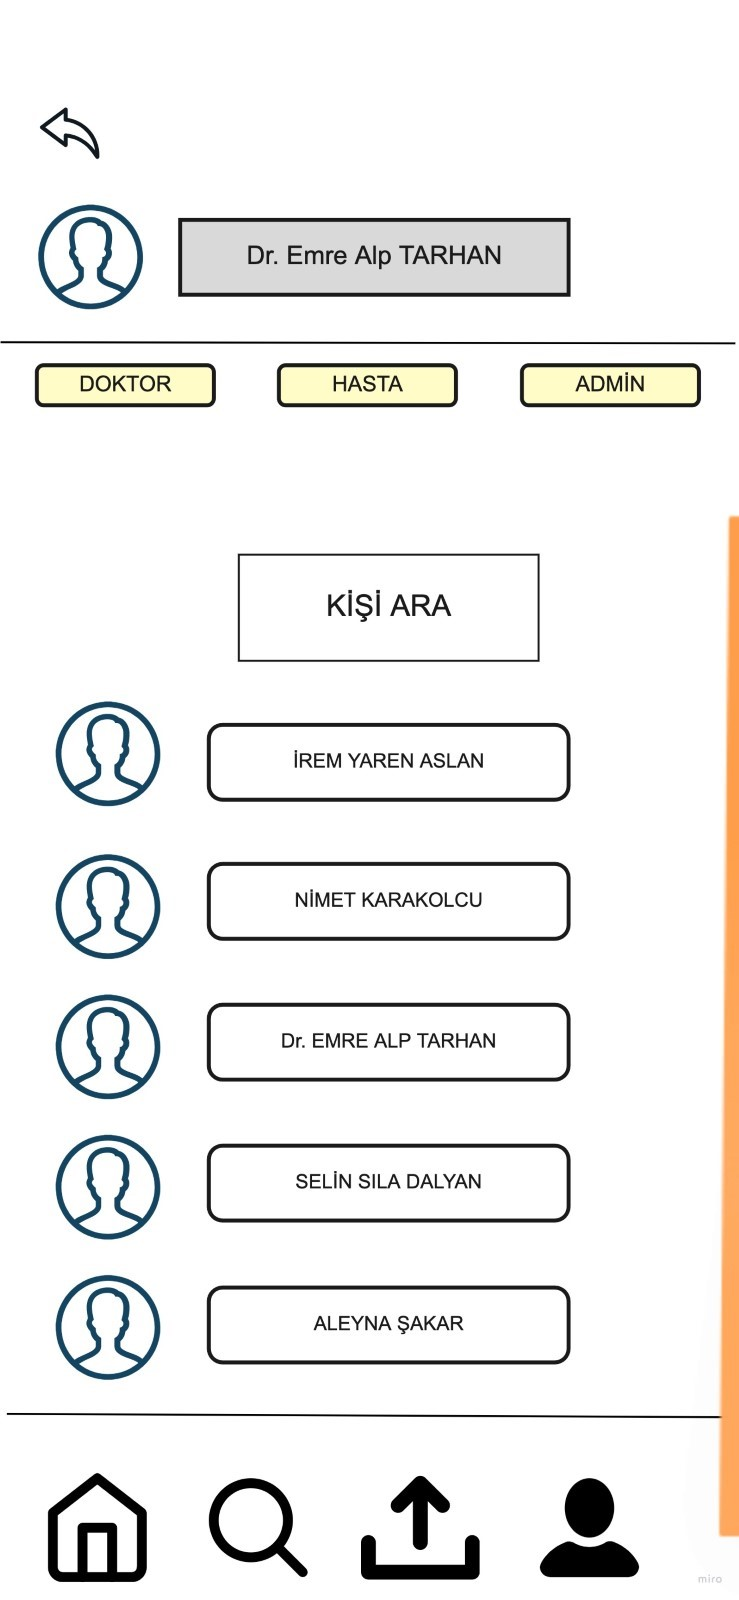 Dr. Emre Alp TARHAN
DOKTOR
HASTA
ADMİN
KİŞİ ARA
İREM YAREN ASLAN
NİMET KARAKOLCU
Dr. EMRE ALP TARHAN
SELİN SILA DALYAN
ALEYNA ŞAKAR
miro